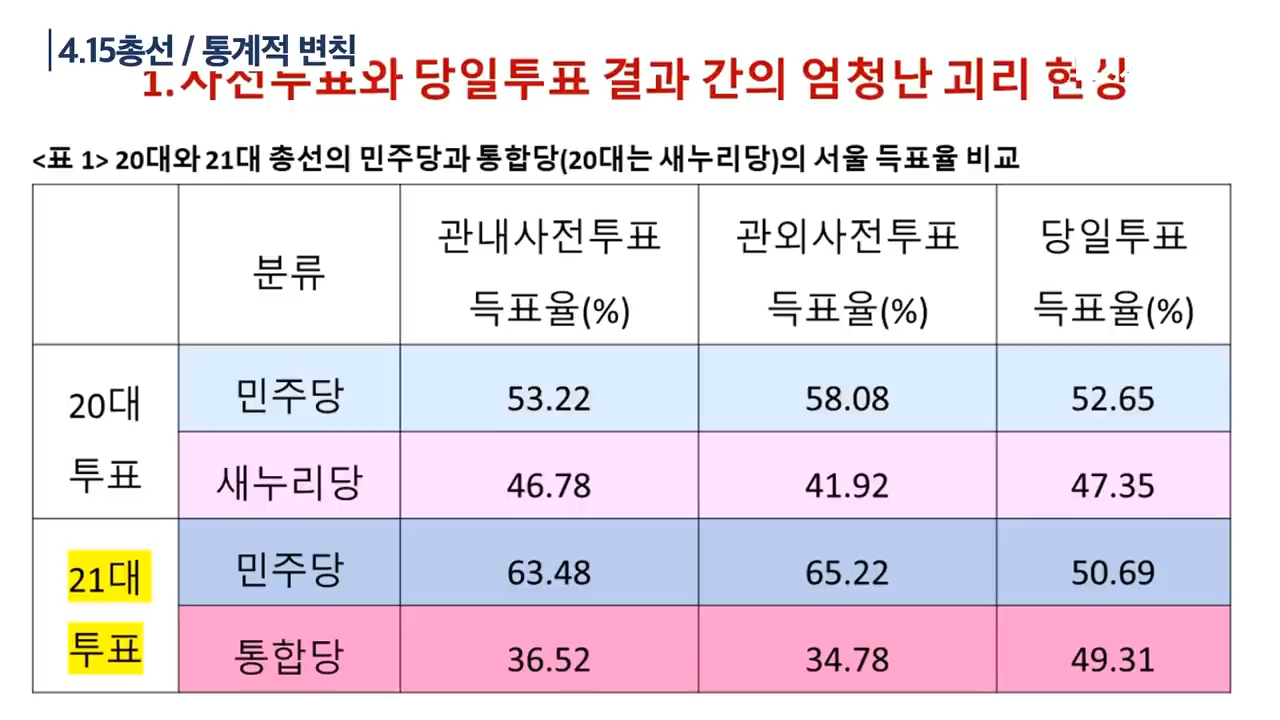 4.15총선 / 통계적 변칙
1.사전투표와 당일투표 결과 간의 엄청난 괴리 현상
<표 1> 20대와 21대 총선의 민주당과 통합당(20대는 새누리당)의 서울 득표율 비교
분류 관내사전투표 관외사전투표 당일투표
득표율(%) 득표율(%) 득표율(%)
20대 민주당 53.22 58.08 52.65
투표 새누리당 46.78 41.92 47.35
21대 민주당 63.48 65.22 50.69
투표 통합당 36.52 34.78 49.31